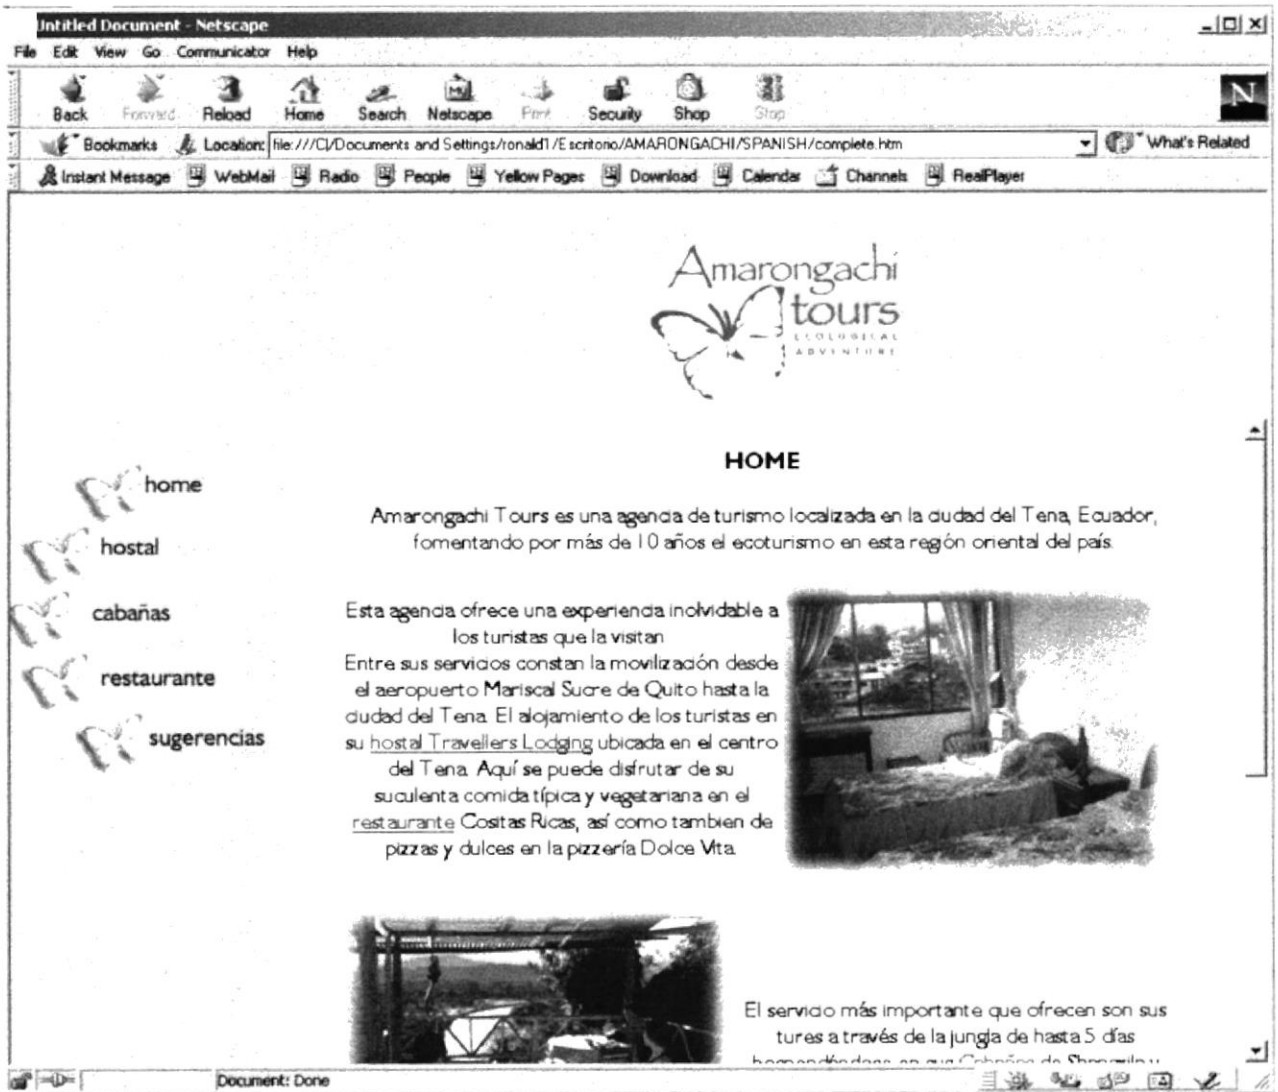 Untitled Document - Netscape
File Edit View Go Communicator Help
Back Forward Reload Home Search Netscape Print Security Shop Stop
Bookmarks Location: file:///C|/Documents and Settings/ronald1/Escritorio/AMARONGACHI/SPANISH/complete.htm What's Related
Instant Message WebMail Radio People Yellow Pages Download Calendar Channels RealPlayer
Amarongachi
tours
ECOLOGICAL
ADVENTURE
home
hostal
cabañas
restaurante
sugerencias
HOME
Amarongachi Tours es una agencia de turismo localizada en la ciudad del Tena, Ecuador,
fomentando por más de 10 años el ecoturismo en esta región oriental del país.
Esta agencia ofrece una experiencia inolvidable a
los turistas que la visitan
Entre sus servicios constan la movilización desde
el aeropuerto Mariscal Sucre de Quito hasta la
ciudad del Tena. El alojamiento de los turistas en
su hostal Travellers Lodging ubicada en el centro
del Tena. Aquí se puede disfrutar de su
suculenta comida típica y vegetariana en el
restaurante Cositas Ricas, así como tambien de
pizzas y dulces en la pizzería Dolce Vita.
El servicio más importante que ofrecen son sus
tures a través de la jungla de hasta 5 días
en sus Cabañas de
Document: Done